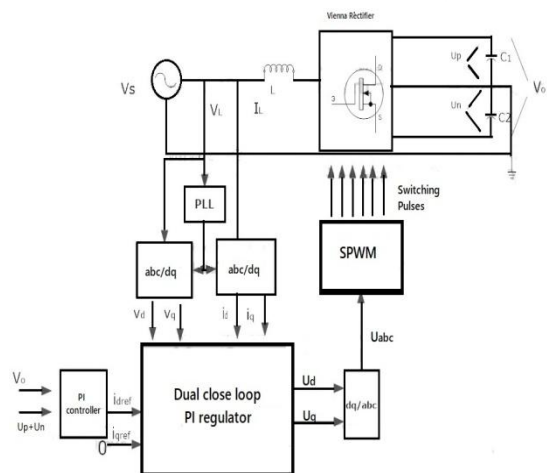 Vienna Rectifier
Vs
V_L
I_L
L
D
G
S
Up
C1
Un
C2
Vo
PLL
abc/dq
abc/dq
Switching
Pulses
SPWM
Vd
Vq
id
iq
Uabc
Vo
Up+Un
PI
controller
idref
iqref
0
Dual close loop
PI regulator
Ud
Uq
dq/abc